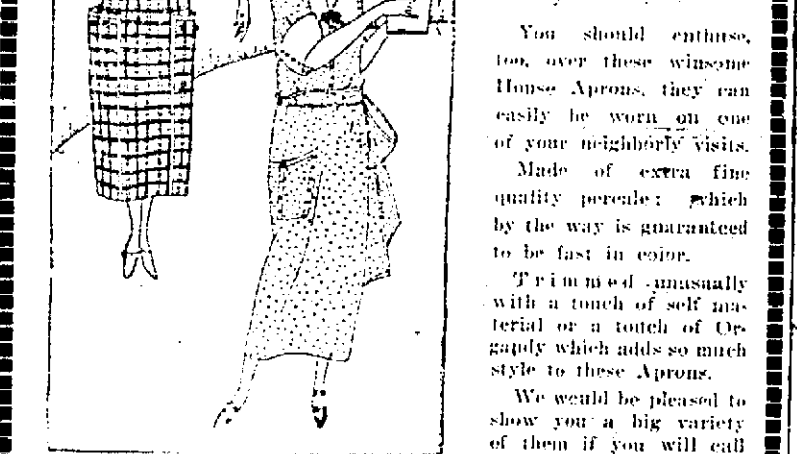 You should enthuse,
too, over these winsome
House Aprons, they can
easily be worn on one
of your neighborly visits.
Made of extra fine
quality percale: which
by the way is guaranteed
to be fast in color.
Trimmed unusually
with a touch of self ma-
terial or a touch of Or-
gandy which adds so much
style to these Aprons.
We would be pleased to
show you a big variety
of them if you will call